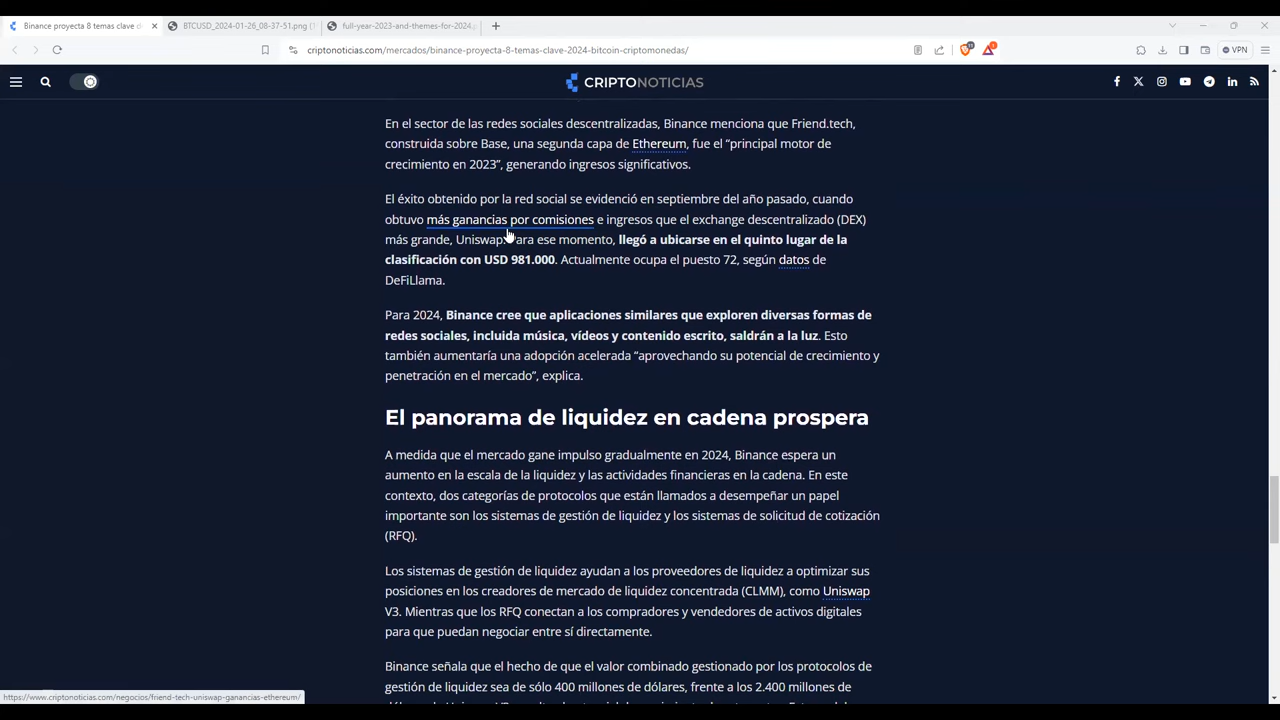 Binance proyecta 8 temas clave d
BTCUSD_2024-01-26_08-37-51.png (1
full-year-2023-and-themes-for-2024.
criptonoticias.com/mercados/binance-proyecta-8-temas-clave-2024-bitcoin-criptomonedas/
VPN
CRIPTONOTICIAS
En el sector de las redes sociales descentralizadas, Binance menciona que Friend.tech,
construida sobre Base, una segunda capa de Ethereum, fue el “principal motor de
crecimiento en 2023”, generando ingresos significativos.
El éxito obtenido por la red social se evidenció en septiembre del año pasado, cuando
obtuvo más ganancias por comisiones e ingresos que el exchange descentralizado (DEX)
más grande, Uniswap. Para ese momento, llegó a ubicarse en el quinto lugar de la
clasificación con USD 981.000. Actualmente ocupa el puesto 72, según datos de
DeFiLlama.
Para 2024, Binance cree que aplicaciones similares que exploren diversas formas de
redes sociales, incluida música, vídeos y contenido escrito, saldrán a la luz. Esto
también aumentaría una adopción acelerada “aprovechando su potencial de crecimiento y
penetración en el mercado”, explica.
El panorama de liquidez en cadena prospera
A medida que el mercado gane impulso gradualmente en 2024, Binance espera un
aumento en la escala de la liquidez y las actividades financieras en la cadena. En este
contexto, dos categorías de protocolos que están llamados a desempeñar un papel
importante son los sistemas de gestión de liquidez y los sistemas de solicitud de cotización
(RFQ).
Los sistemas de gestión de liquidez ayudan a los proveedores de liquidez a optimizar sus
posiciones en los creadores de mercado de liquidez concentrada (CLMM), como Uniswap
V3. Mientras que los RFQ conectan a los compradores y vendedores de activos digitales
para que puedan negociar entre sí directamente.
Binance señala que el hecho de que el valor combinado gestionado por los protocolos de
gestión de liquidez sea de sólo 400 millones de dólares, frente a los 2.400 millones de
https://www.criptonoticias.com/negocios/friend-tech-uniswap-ganancias-ethereum/